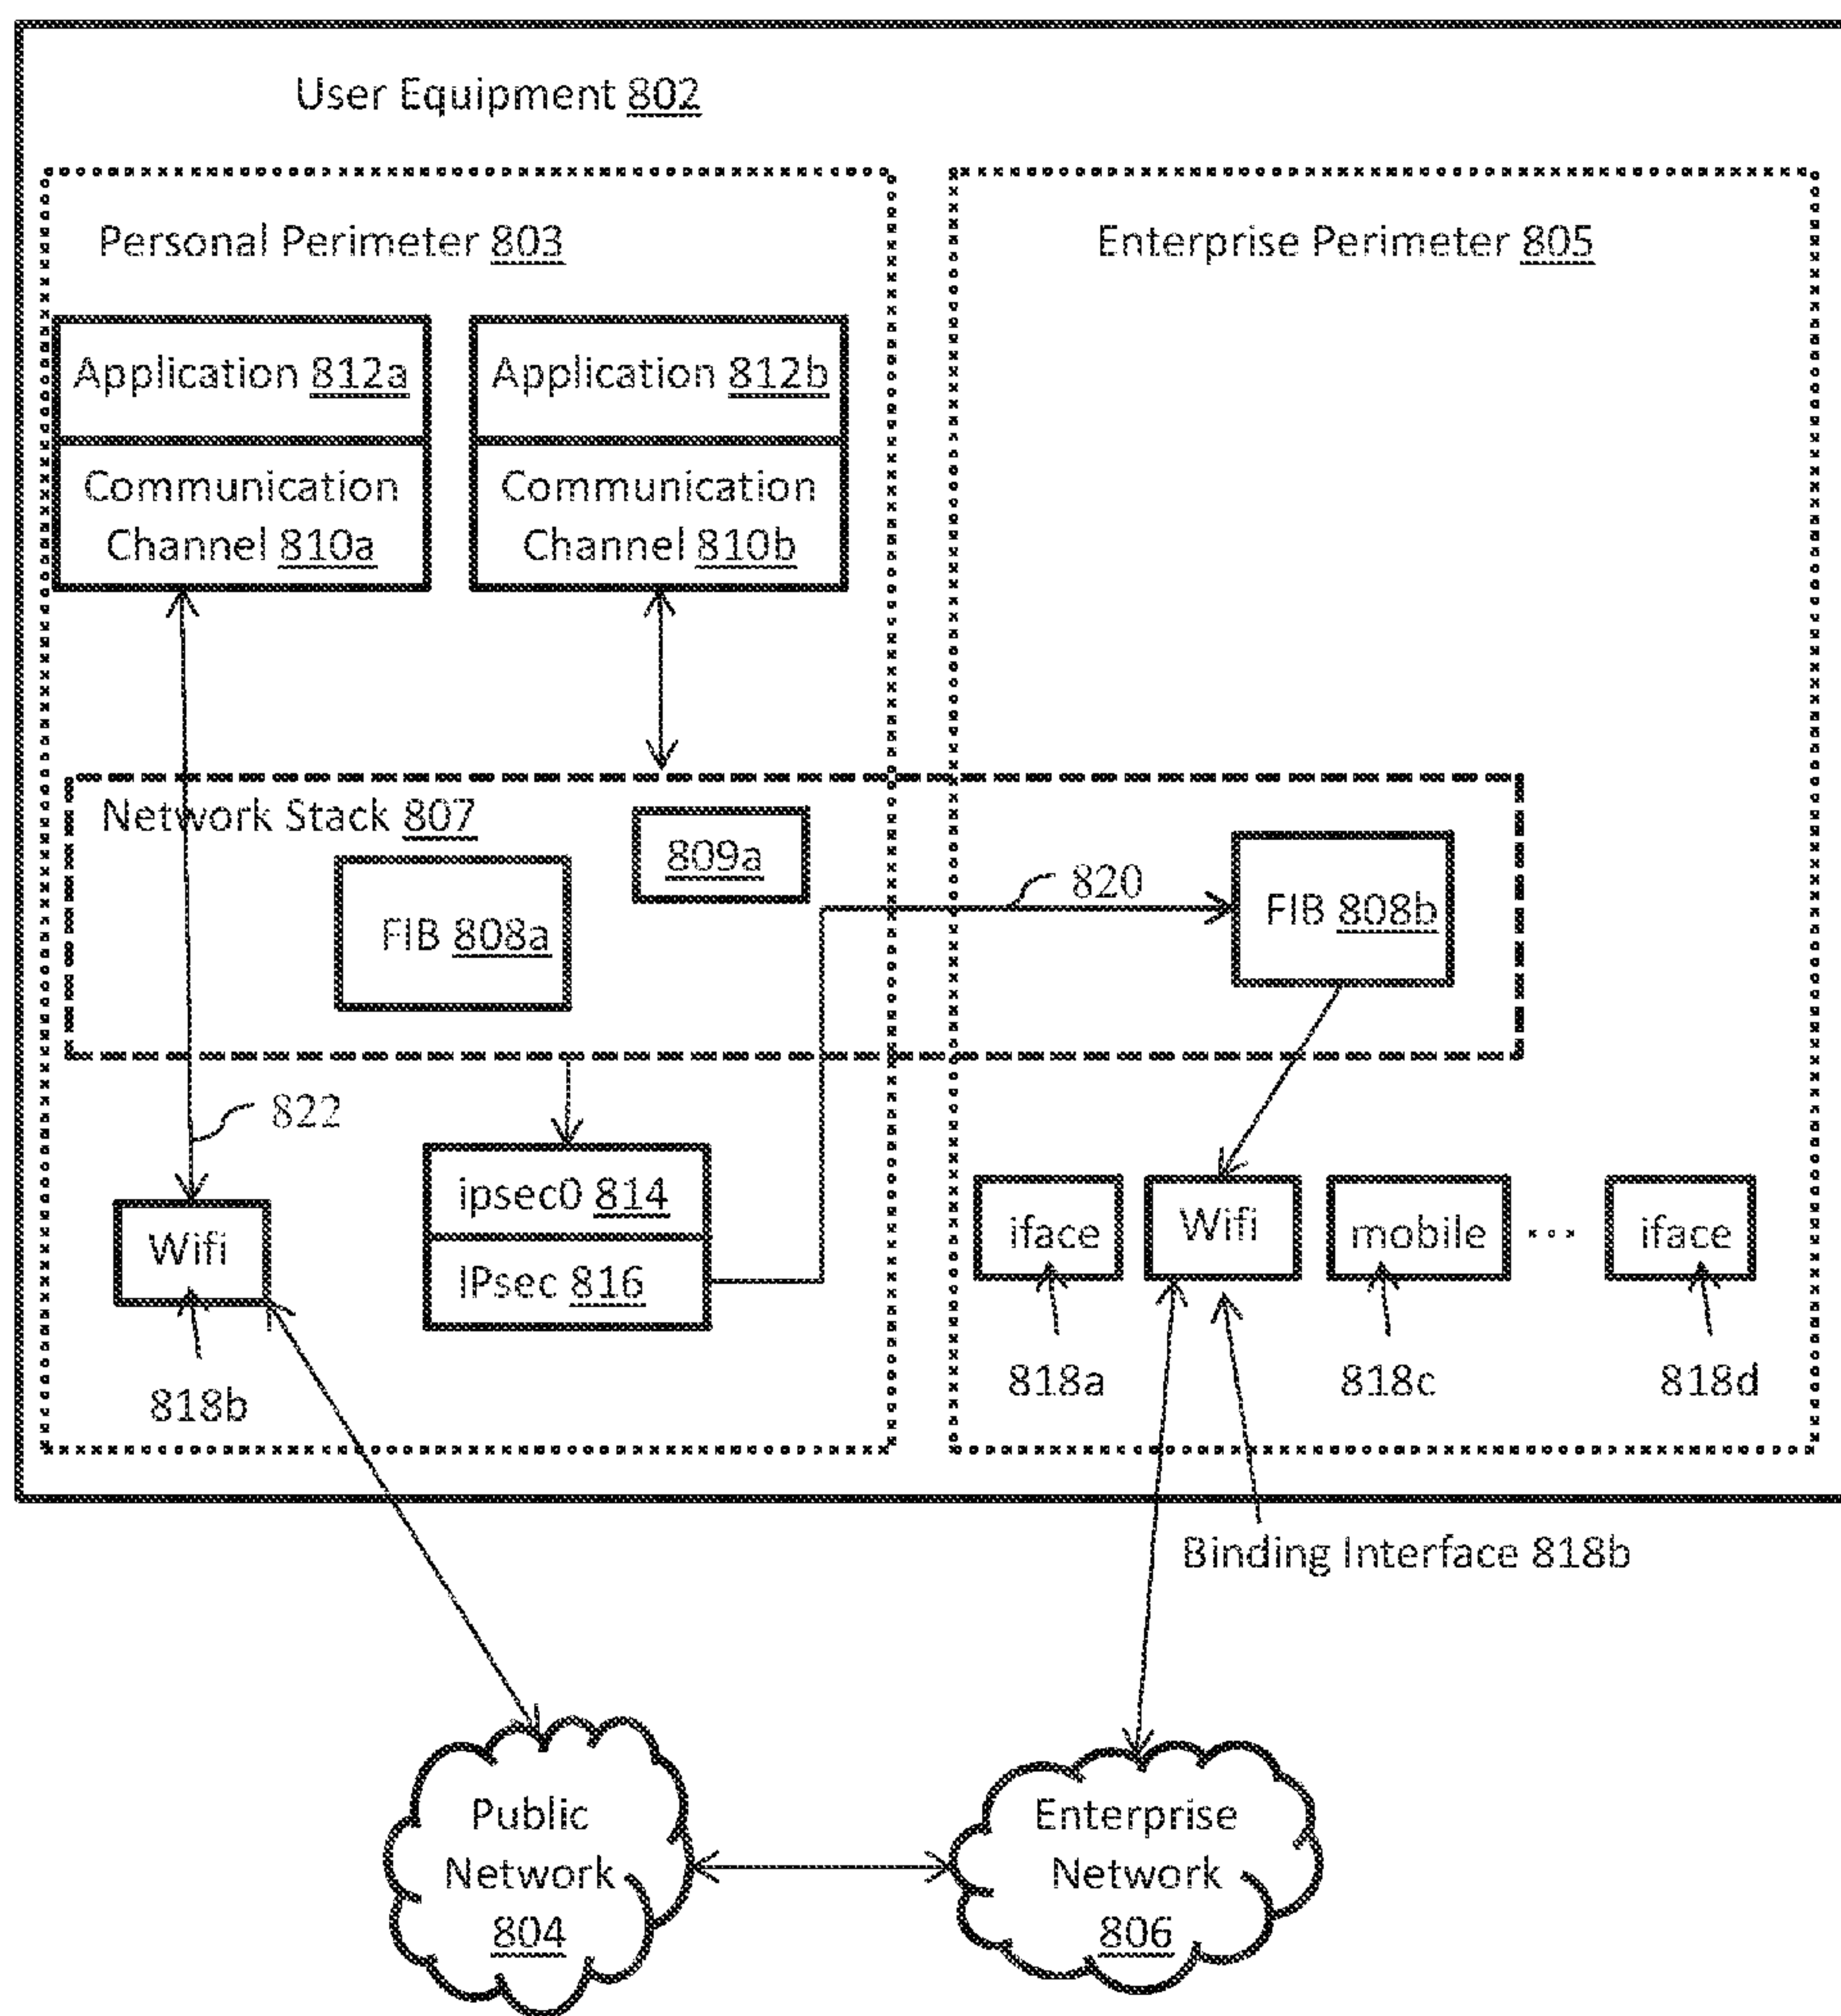 User Equipment 802
Personal Perimeter 803
Enterprise Perimeter 805
Application 812a
Communication
Channel 810a
Application 812b
Communication
Channel 810b
Network Stack 807
809a
FIB 808a
820
FIB 808b
822
ipsec0 814
IPsec 816
Wifi
818b
iface
Wifi
mobile
iface
818a
818c
818d
Binding Interface 818b
Public
Network
804
Enterprise
Network
806